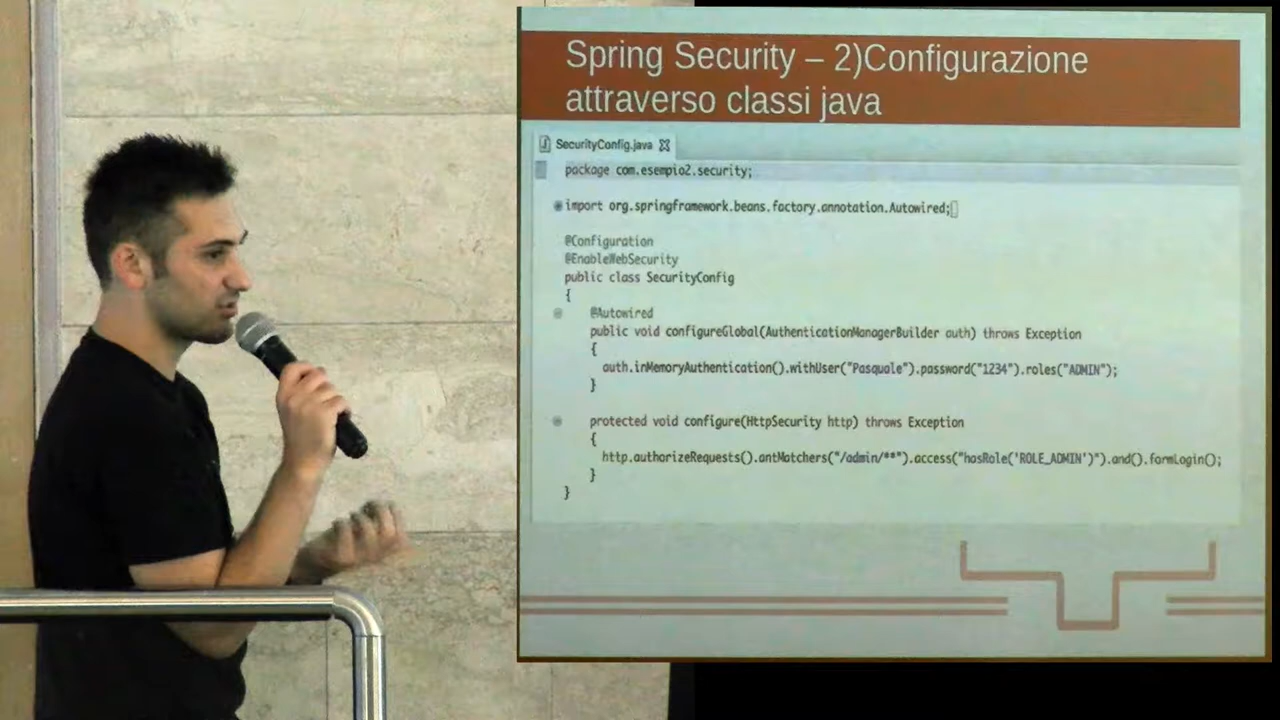 Spring Security – 2)Configurazione
attraverso classi java
SecurityConfig.java
package com.esempio2.security;
import org.springframework.beans.factory.annotation.Autowired;
@Configuration
@EnableWebSecurity
public class SecurityConfig
{
@Autowired
public void configureGlobal(AuthenticationManagerBuilder auth) throws Exception
{
auth.inMemoryAuthentication().withUser("Pasquale").password("1234").roles("ADMIN");
}
protected void configure(HttpSecurity http) throws Exception
{
http.authorizeRequests().antMatchers("/admin/**").access("hasRole('ROLE_ADMIN')").and().formLogin();
}
}